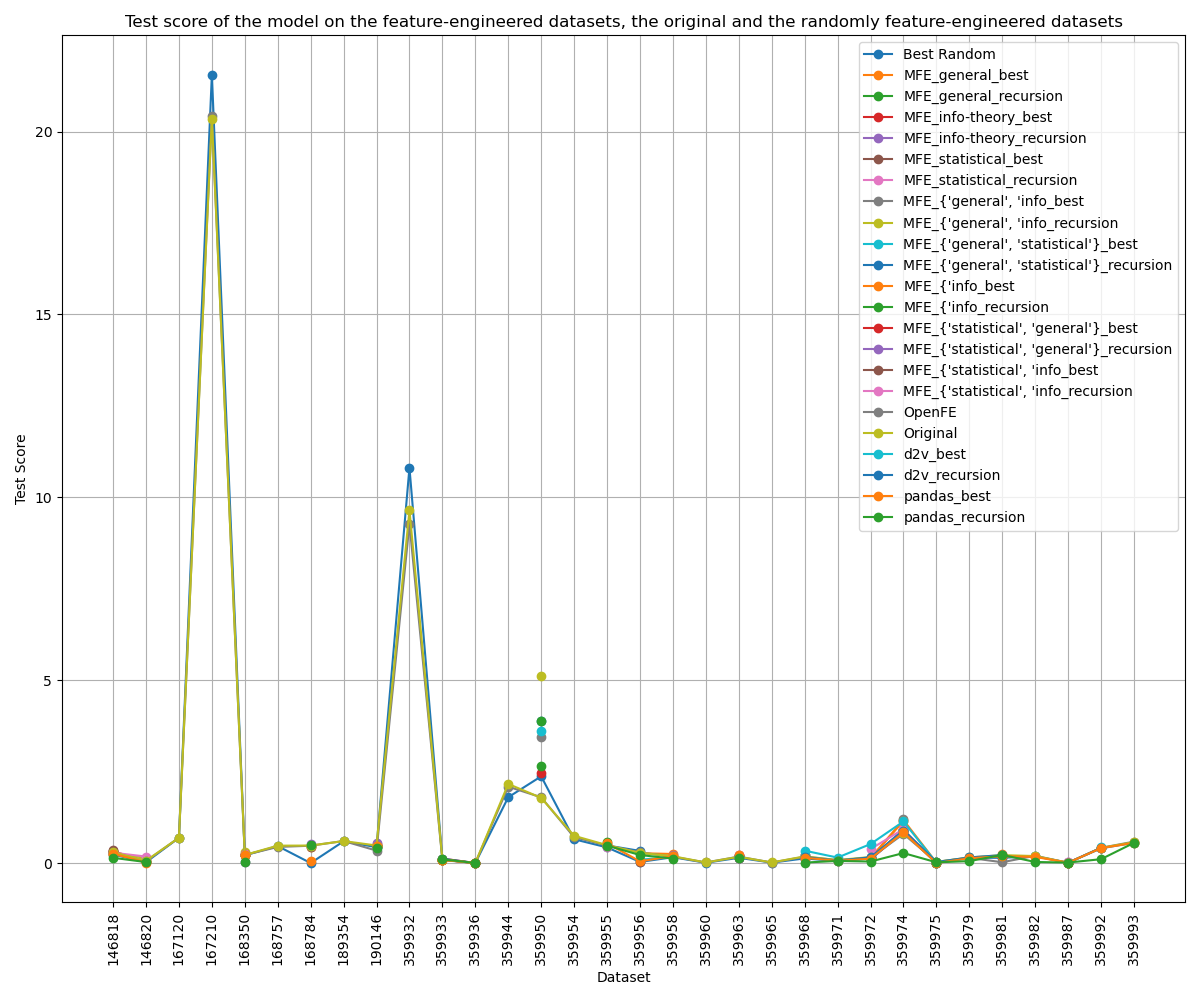 Test score of the model on the feature-engineered datasets, the original and the randomly feature-engineered datasets
Test Score
20
15
10
5
0
Best Random
MFE_general_best
MFE_general_recursion
MFE_info-theory_best
MFE_info-theory_recursion
MFE_statistical_best
MFE_statistical_recursion
MFE_{'general', 'info_best
MFE_{'general', 'info_recursion
MFE_{'general', 'statistical'}_best
MFE_{'general', 'statistical'}_recursion
MFE_{'info_best
MFE_{'info_recursion
MFE_{'statistical', 'general'}_best
MFE_{'statistical', 'general'}_recursion
MFE_{'statistical', 'info_best
MFE_{'statistical', 'info_recursion
OpenFE
Original
d2v_best
d2v_recursion
pandas_best
pandas_recursion
146818
146820
167120
167210
168350
168757
168784
189354
190146
359932
359933
359936
359944
359950
359954
359955
359956
359958
359960
359963
359965
359968
359971
359972
359974
359975
359979
359981
359982
359987
359992
359993
Dataset